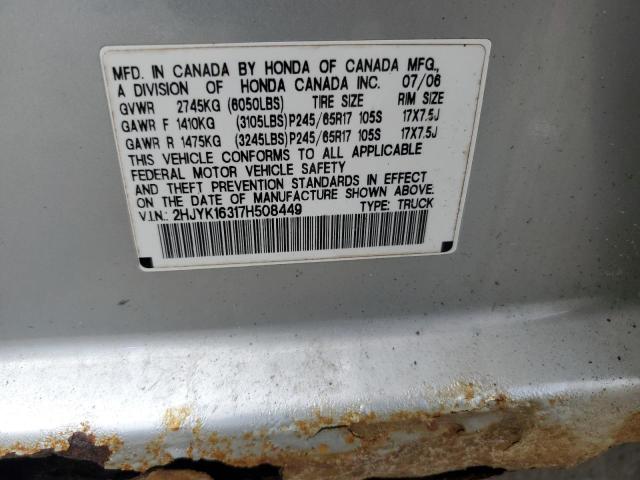 MFD. IN CANADA BY HONDA OF CANADA MFG.,
A DIVISION OF HONDA CANADA INC. 07/06
GVWR 2745KG (6050LBS) TIRE SIZE RIM SIZE
GAWR F 1410KG (3105LBS)P245/65R17 105S 17X7.5J
GAWR R 1475KG (3245LBS)P245/65R17 105S 17X7.5J
THIS VEHICLE CONFORMS TO ALL APPLICABLE
FEDERAL MOTOR VEHICLE SAFETY
AND THEFT PREVENTION STANDARDS IN EFFECT
ON THE DATE OF MANUFACTURE SHOWN ABOVE.
V.I.N.: 2HJYK16317H508449 TYPE: TRUCK